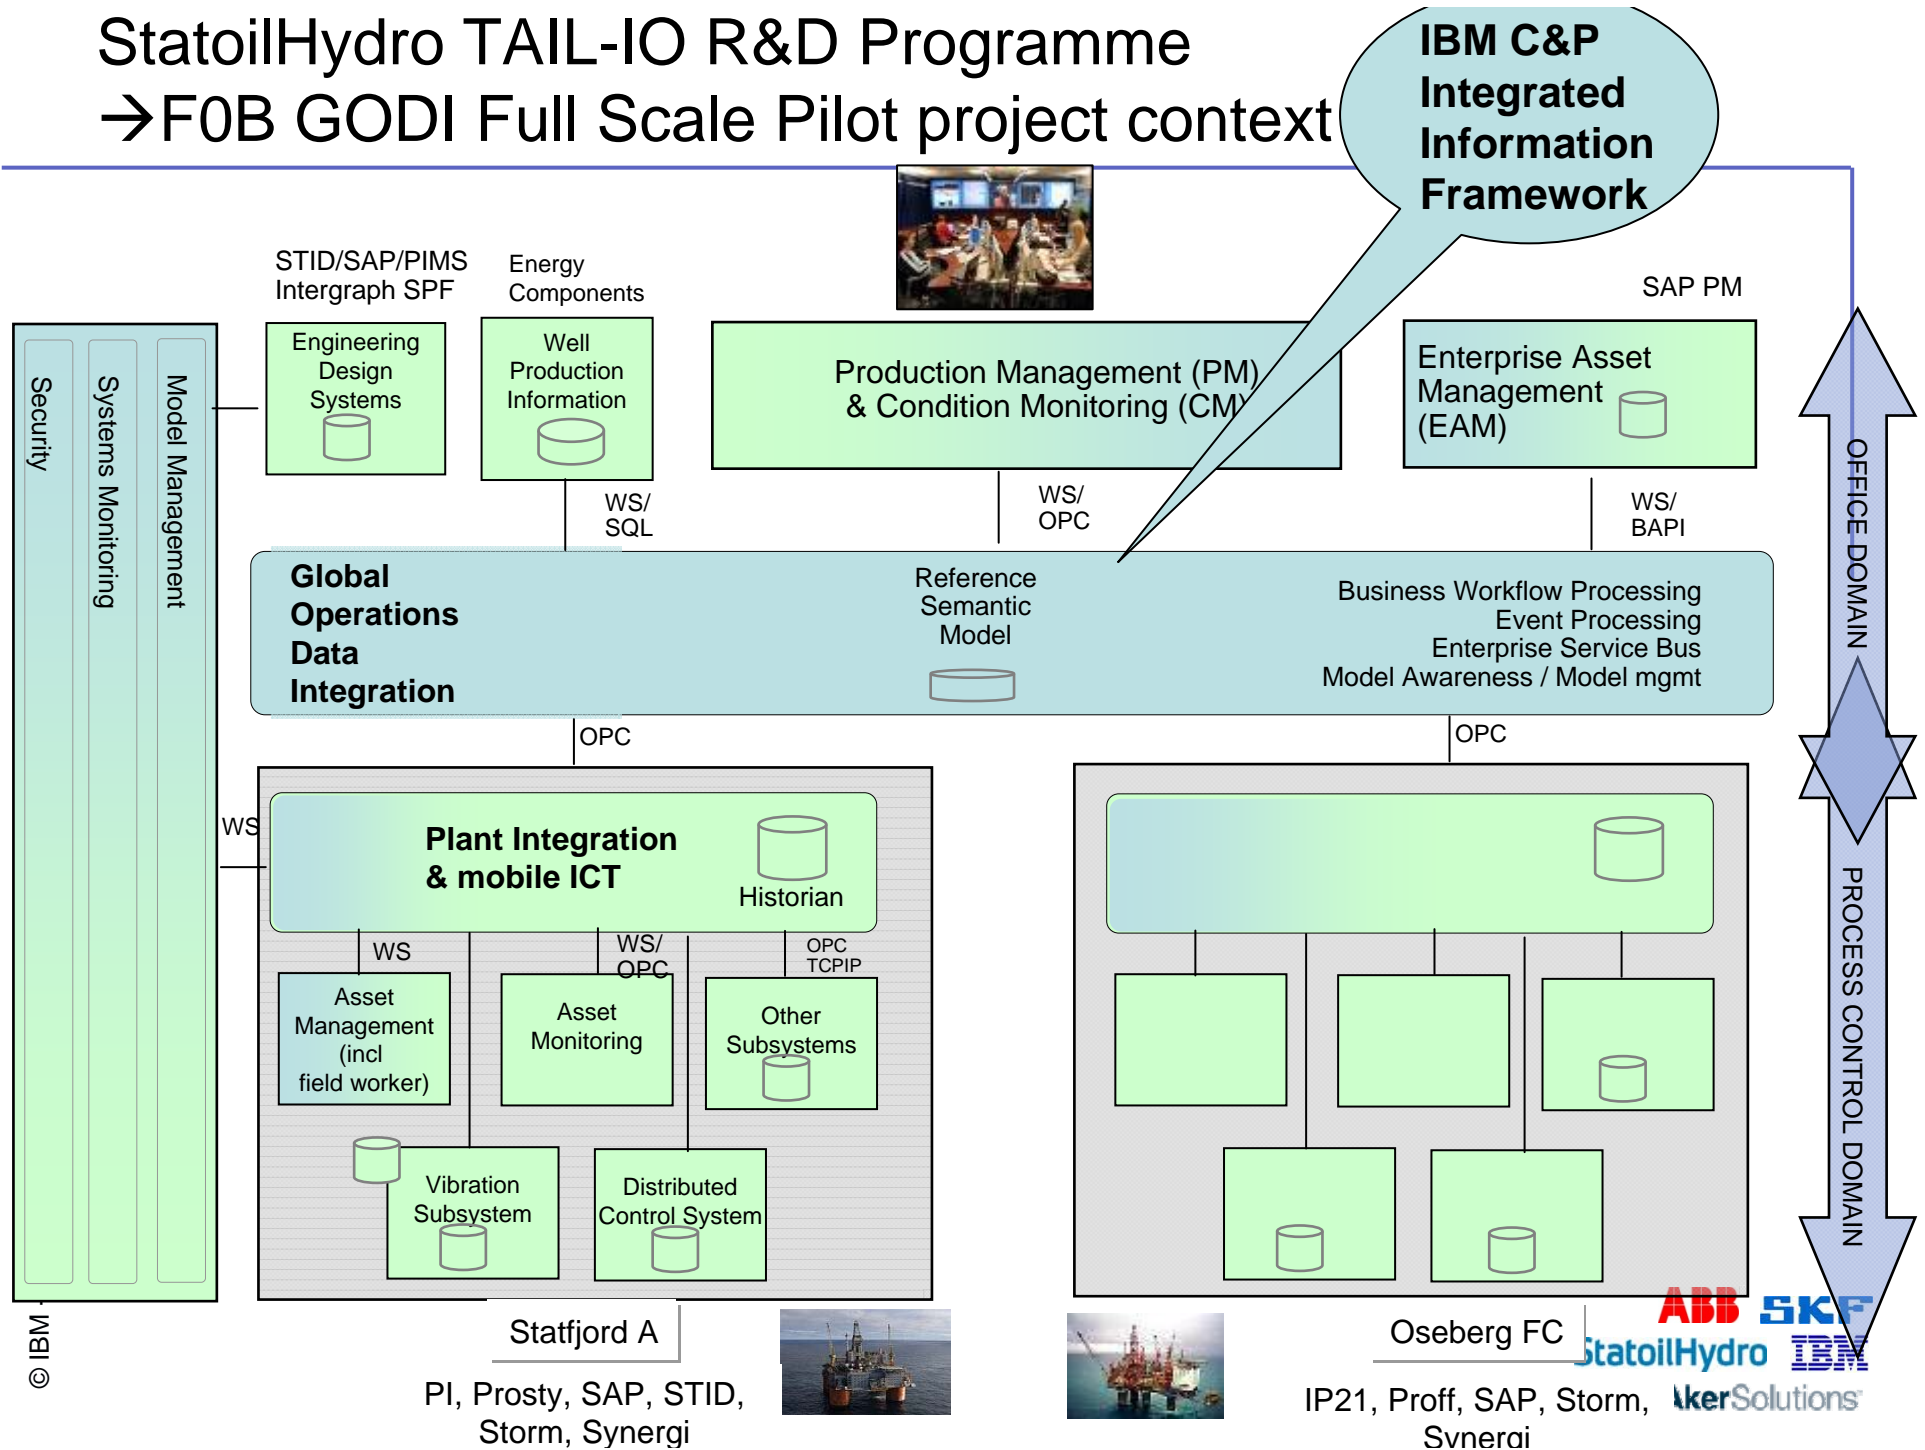 StatoilHydro TAIL-IO R&D Programme
→F0B GODI Full Scale Pilot project context
IBM C&P
Integrated
Information
Framework
STID/SAP/PIMS
Intergraph SPF
Energy
Components
SAP PM
Security
Systems Monitoring
Model Management
Engineering
Design
Systems
Well
Production
Information
Production Management (PM)
& Condition Monitoring (CM)
Enterprise Asset
Management
(EAM)
WS/
SQL
WS/
OPC
WS/
BAPI
Global
Operations
Data
Integration
Reference
Semantic
Model
Business Workflow Processing
Event Processing
Enterprise Service Bus
Model Awareness / Model mgmt
OFFICE DOMAIN
OPC
OPC
WS
Plant Integration
& mobile ICT
Historian
WS
WS/
OPC
OPC
TCPIP
Asset
Management
(incl
field worker)
Asset
Monitoring
Other
Subsystems
Vibration
Subsystem
Distributed
Control System
PROCESS CONTROL DOMAIN
© IBM
Statfjord A
PI, Prosty, SAP, STID,
Storm, Synergi
Oseberg FC
IP21, Proff, SAP, Storm,
Synergi
ABB SKF
StatoilHydro IBM
AkerSolutions